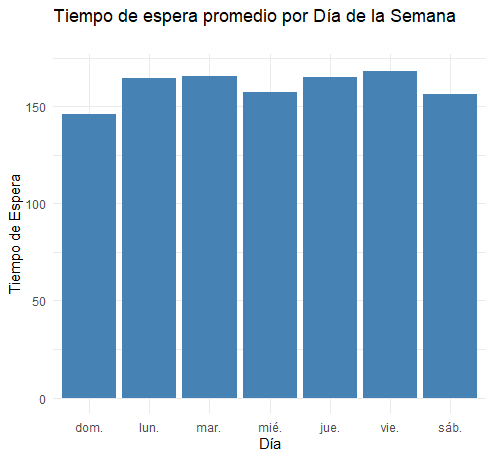 Tiempo de espera promedio por Día de la Semana
Tiempo de Espera
150
100
50
0
dom. lun. mar. mié. jue. vie. sáb.
Día